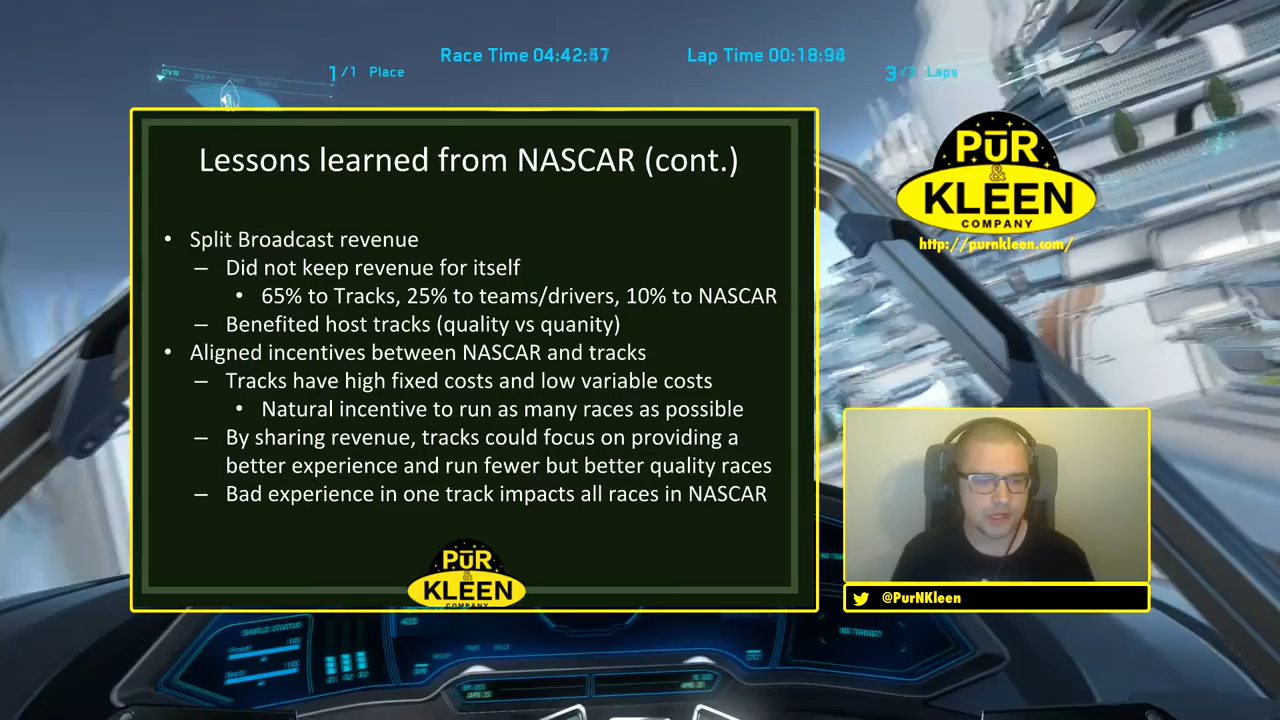 Race Time 04:42:57
Lap Time 00:18:98
1/1 Place
3/3 Laps
Lessons learned from NASCAR (cont.)
• Split Broadcast revenue
– Did not keep revenue for itself
• 65% to Tracks, 25% to teams/drivers, 10% to NASCAR
– Benefited host tracks (quality vs quanity)
• Aligned incentives between NASCAR and tracks
– Tracks have high fixed costs and low variable costs
• Natural incentive to run as many races as possible
– By sharing revenue, tracks could focus on providing a
better experience and run fewer but better quality races
– Bad experience in one track impacts all races in NASCAR
PŪR
&
KLEEN
COMPANY
PŪR
&
KLEEN
COMPANY
http://purnkleen.com/
@PurNKleen